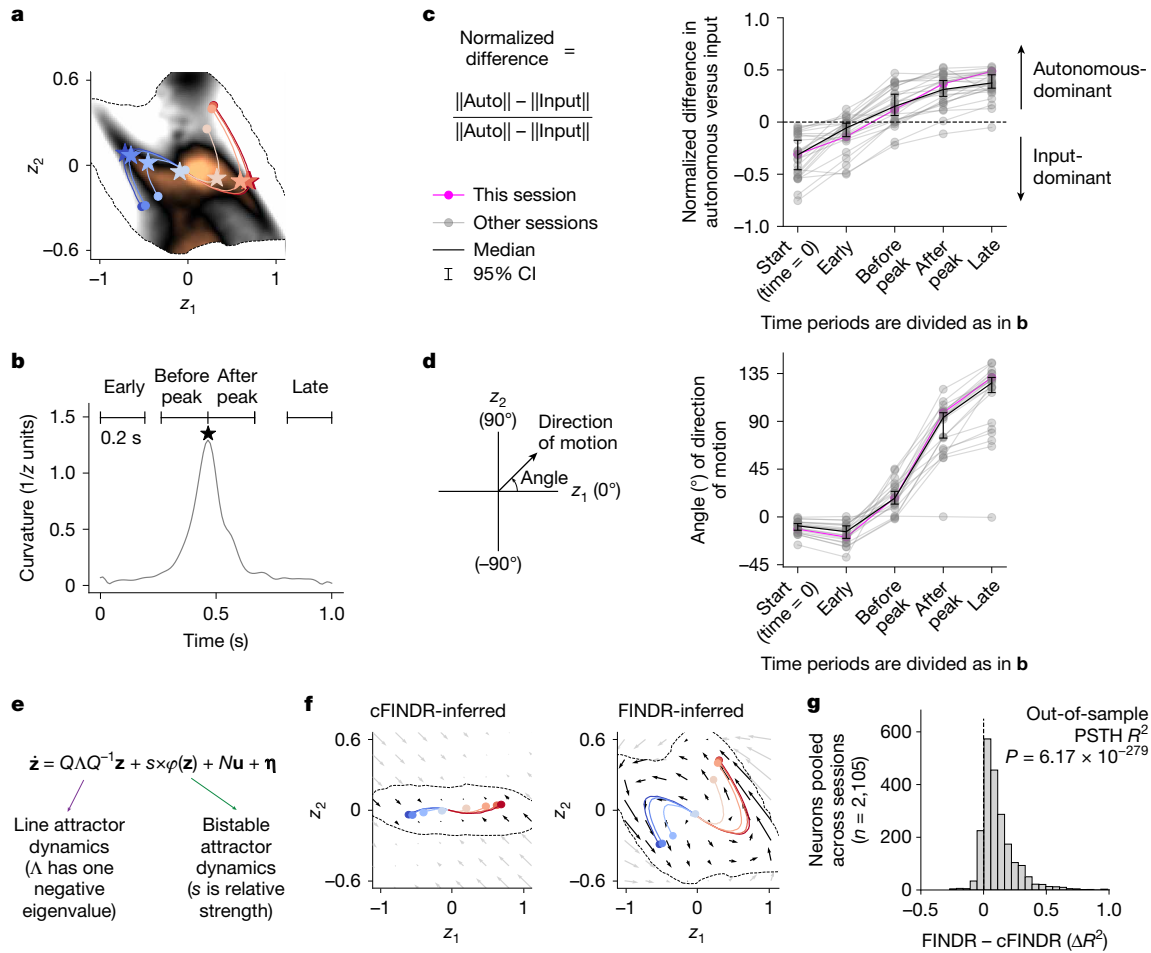 a
0.6
0
−0.6
z2
−1
0
1
z1
b
Early
Before peak
After peak
Late
0.2 s
1.5
1.0
0.5
0
Curvature (1/z units)
0
0.5
1.0
Time (s)
c
Normalized difference =
||Auto|| – ||Input||
||Auto|| – ||Input||
This session
Other sessions
Median
95% CI
Normalized difference in
autonomous versus input
1.0
0.5
0
−0.5
−1.0
Autonomous-
dominant
Input-
dominant
Start
(time = 0)
Early
Before
peak
After
peak
Late
Time periods are divided as in b
d
z2
(90°)
Direction
of motion
Angle
z1 (0°)
(−90°)
Angle (°) of direction
of motion
135
90
45
0
−45
Start
(time = 0)
Early
Before
peak
After
peak
Late
Time periods are divided as in b
e
ż = QΛQ−1z + s×φ(z) + Nu + η
Line attractor
dynamics
(Λ has one
negative
eigenvalue)
Bistable
attractor
dynamics
(s is relative
strength)
f
cFINDR-inferred
0.6
0
−0.6
z2
−1
0
1
z1
FINDR-inferred
0.6
0
−0.6
z2
−1
0
1
z1
g
Out-of-sample
PSTH R2
P = 6.17 × 10−279
Neurons pooled
across sessions
(n = 2,105)
600
400
200
0
−0.5
0
0.5
1.0
FINDR – cFINDR (ΔR2)